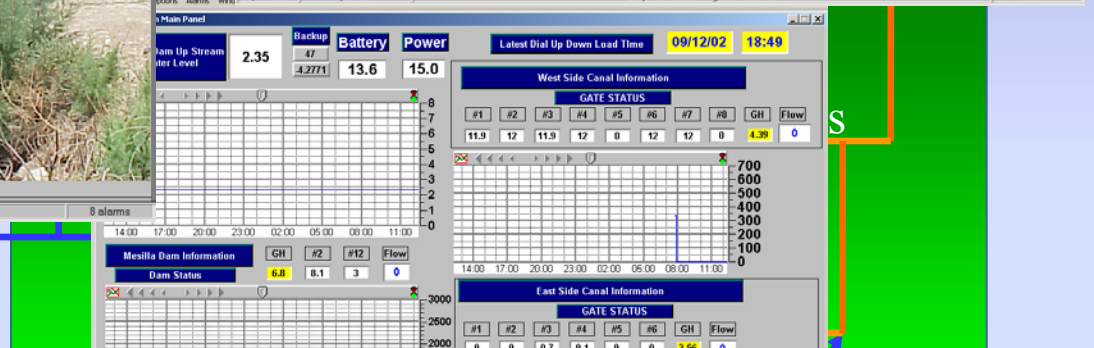 Main Panel
Dam Up Stream
Water Level
2.35
Backup
47
-4.2771
Battery
13.6
Power
15.0
Latest Dial Up Down Load TIme
09/12/02
18:49
West Side Canal Information
GATE STATUS
#1 #2 #3 #4 #5 #6 #7 #8 GH Flow
11.9 12 11.9 12 0 12 12 0 4.39 0
8
7
6
5
4
3
2
1
0
14:00 17:00 20:00 23:00 02:00 05:00 08:00 11:00
700
600
500
400
300
200
100
0
14:00 17:00 20:00 23:00 02:00 05:00 08:00 11:00
8 alarms
S
Mesilla Dam Information
Dam Status
GH #2 #12 Flow
6.8 8.1 3 0
3000
2500
2000
East Side Canal Information
GATE STATUS
#1 #2 #3 #4 #5 #6 GH Flow